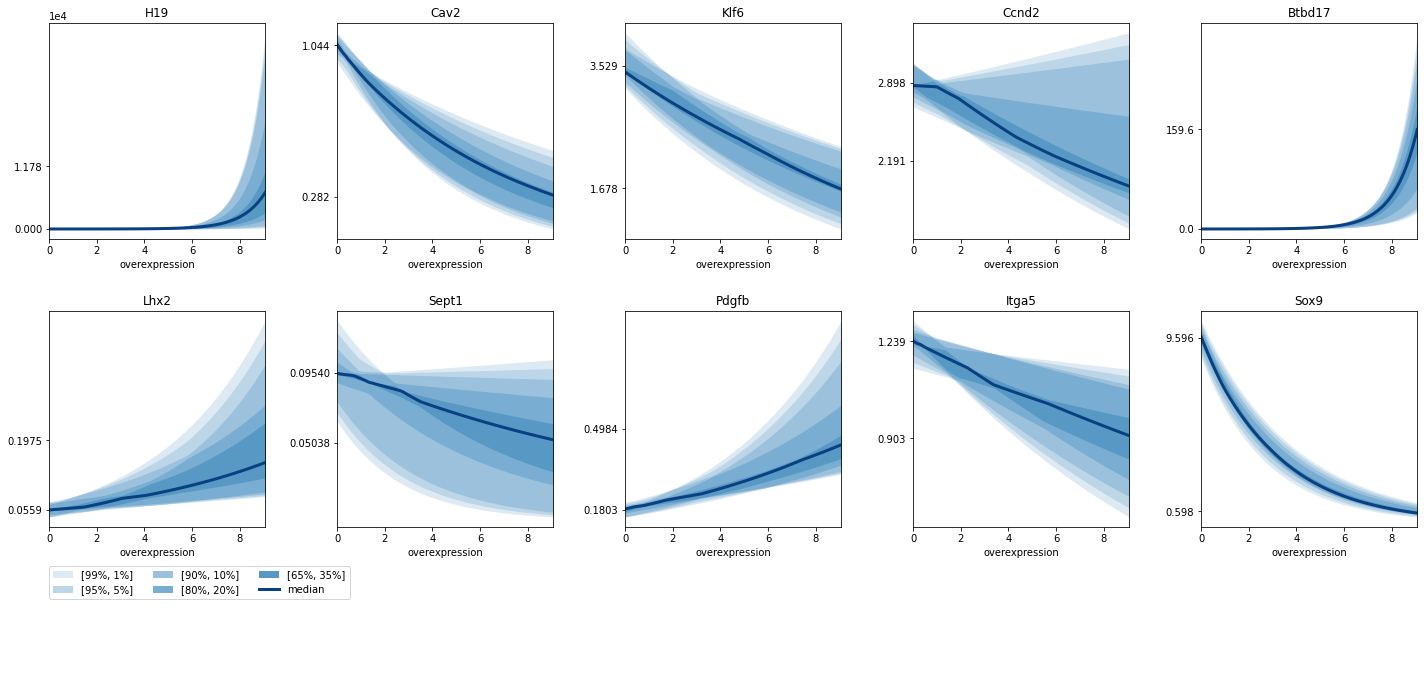 H19 Cav2 Klf6 Ccnd2 Btbd17
1e4
1.044 3.529 2.898 159.6
1.178 2.191
0.282 1.678
0.000 0.0
0 2 4 6 8 0 2 4 6 8 0 2 4 6 8 0 2 4 6 8 0 2 4 6 8
overexpression overexpression overexpression overexpression overexpression
Lhx2 Sept1 Pdgfb Itga5 Sox9
0.09540 1.239 9.596
0.1975 0.05038 0.4984 0.903
0.0559 0.1803 0.598
0 2 4 6 8 0 2 4 6 8 0 2 4 6 8 0 2 4 6 8 0 2 4 6 8
overexpression overexpression overexpression overexpression overexpression
[99%, 1%] [90%, 10%] [65%, 35%]
[95%, 5%] [80%, 20%] median